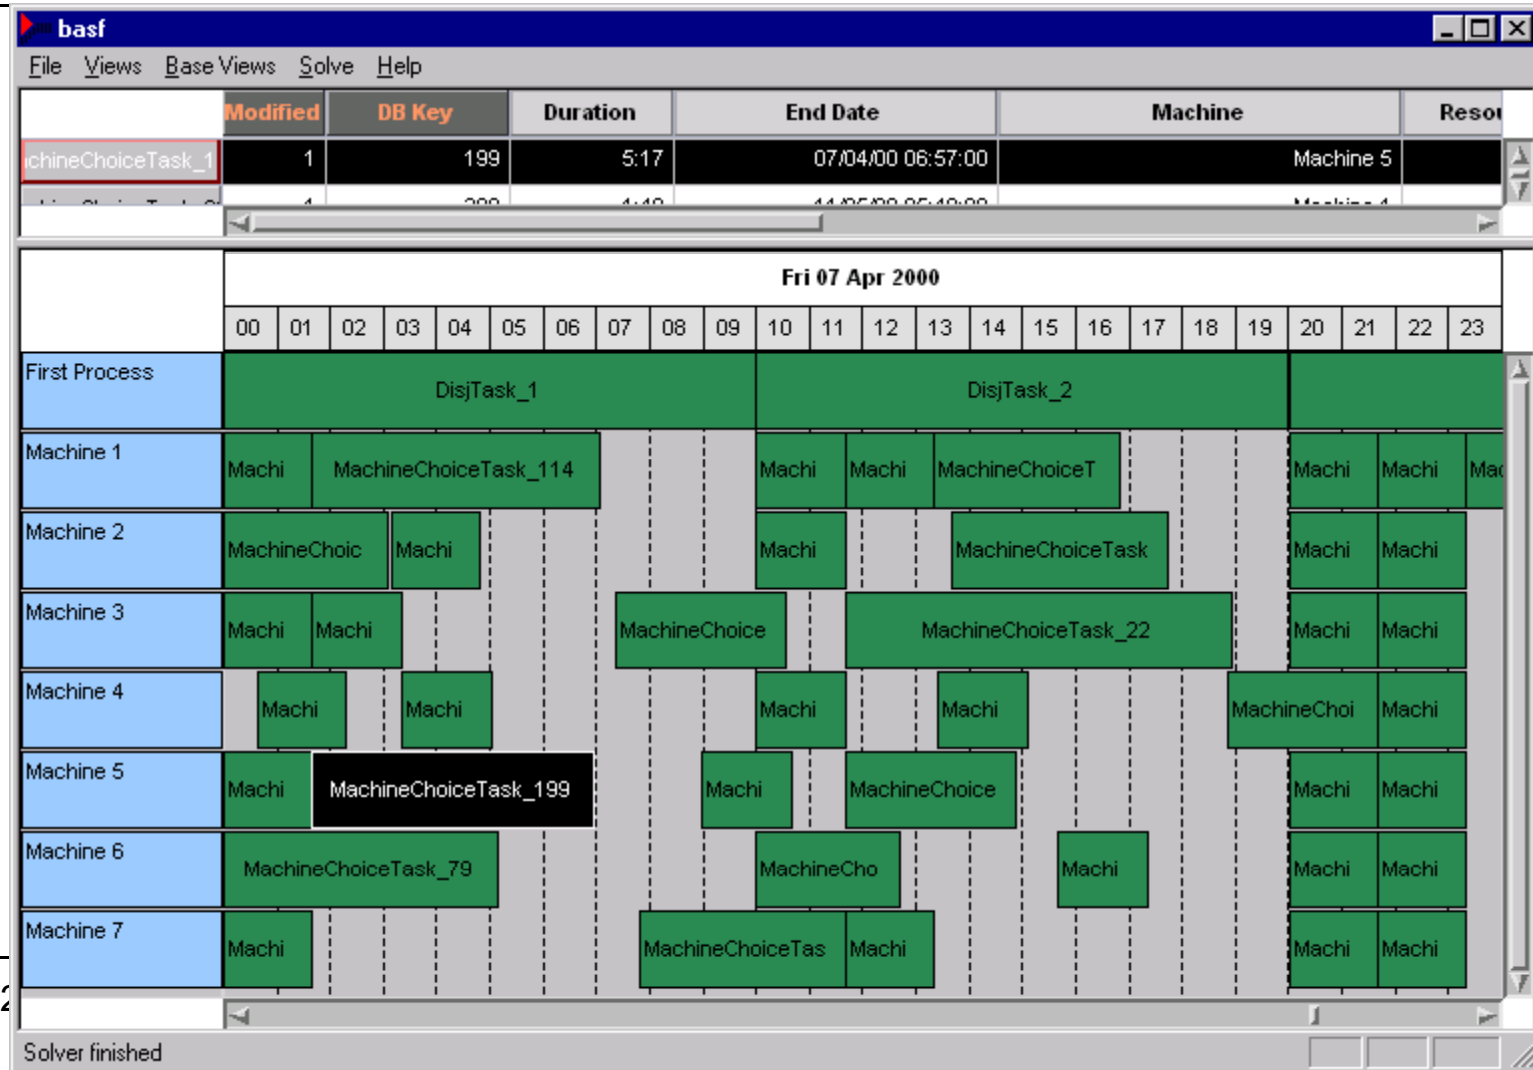 basf
File Views Base Views Solve Help
Modified DB Key Duration End Date Machine Resou
chineChoiceTask_1 1 199 5:17 07/04/00 06:57:00 Machine 5
Fri 07 Apr 2000
00 01 02 03 04 05 06 07 08 09 10 11 12 13 14 15 16 17 18 19 20 21 22 23
First Process DisjTask_1 DisjTask_2
Machine 1 Machi MachineChoiceTask_114 Machi Machi MachineChoiceT Machi Machi Mac
Machine 2 MachineChoic Machi Machi MachineChoiceTask Machi Machi
Machine 3 Machi Machi MachineChoice MachineChoiceTask_22 Machi Machi
Machine 4 Machi Machi Machi Machi MachineChoi Machi
Machine 5 Machi MachineChoiceTask_199 Machi MachineChoice Machi Machi
Machine 6 MachineChoiceTask_79 MachineCho Machi Machi Machi
Machine 7 Machi MachineChoiceTas Machi Machi Machi
2
Solver finished